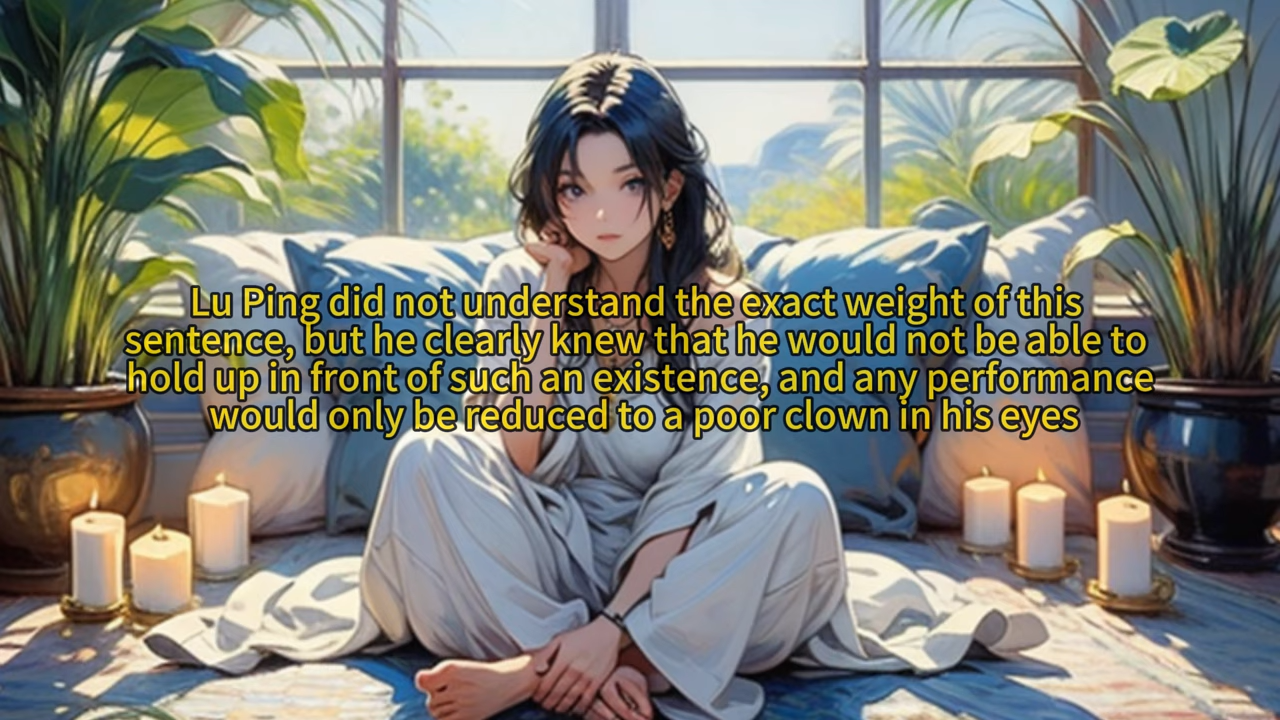 Lu Ping did not understand the exact weight of this
sentence, but he clearly knew that he would not be able to
hold up in front of such an existence, and any performance
would only be reduced to a poor clown in his eyes